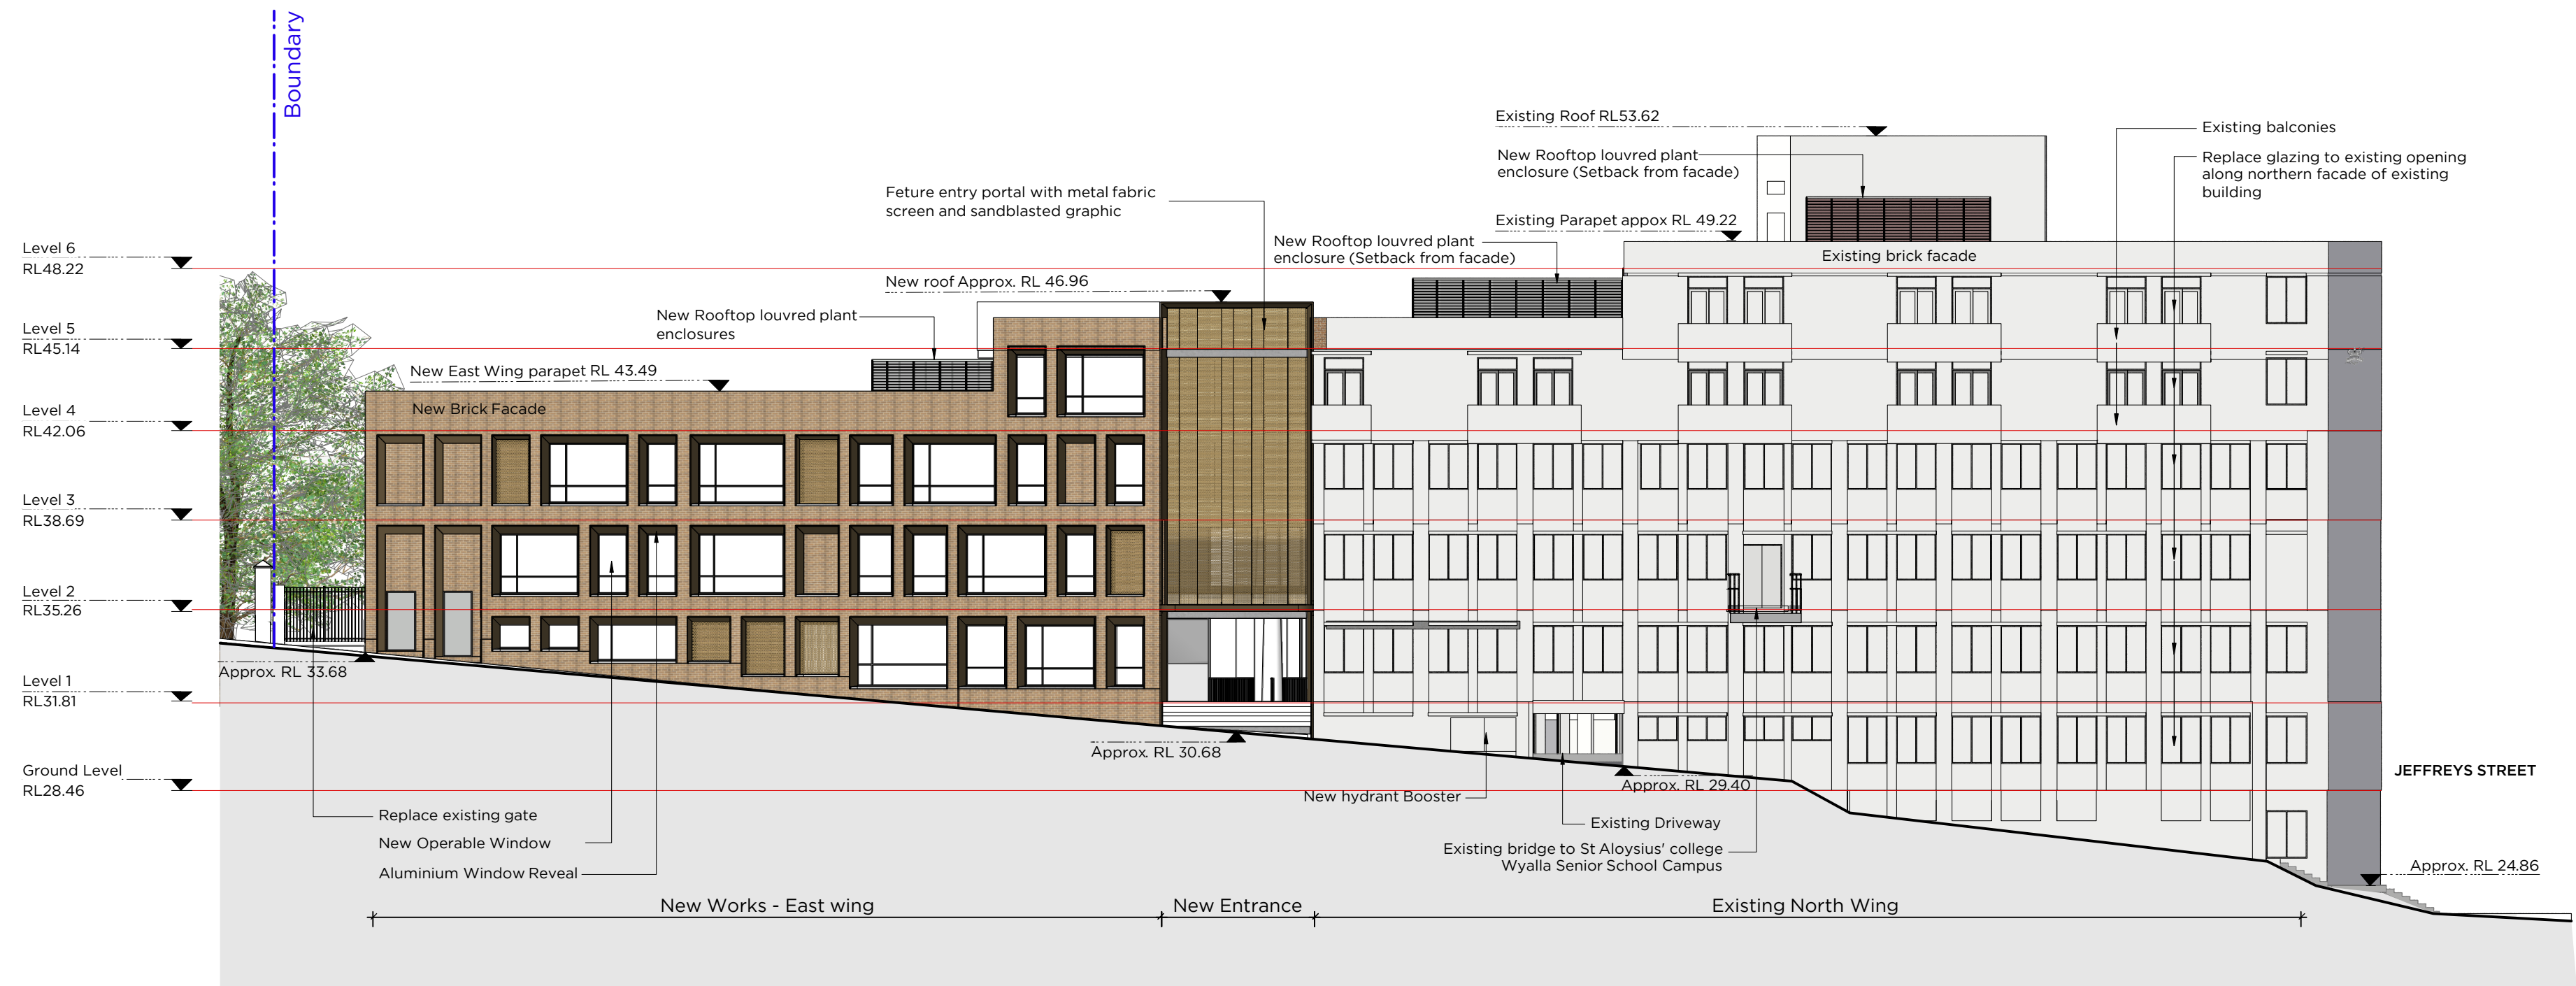 Boundary
Existing Roof RL53.62
New Rooftop louvred plant
enclosure (Setback from facade)
Existing Parapet appox RL 49.22
Existing balconies
Replace glazing to existing opening
along northern facade of existing
building
Feture entry portal with metal fabric
screen and sandblasted graphic
New Rooftop louvred plant
enclosure (Setback from facade)
Existing brick facade
New roof Approx. RL 46.96
New Rooftop louvred plant
enclosures
New East Wing parapet RL 43.49
New Brick Facade
Level 6
RL48.22
Level 5
RL45.14
Level 4
RL42.06
Level 3
RL38.69
Level 2
RL35.26
Level 1
RL31.81
Ground Level
RL28.46
Approx. RL 33.68
Approx. RL 30.68
Approx. RL 29.40
JEFFREYS STREET
Approx. RL 24.86
Replace existing gate
New Operable Window
Aluminium Window Reveal
New hydrant Booster
Existing Driveway
Existing bridge to St Aloysius' college
Wyalla Senior School Campus
New Works - East wing
New Entrance
Existing North Wing